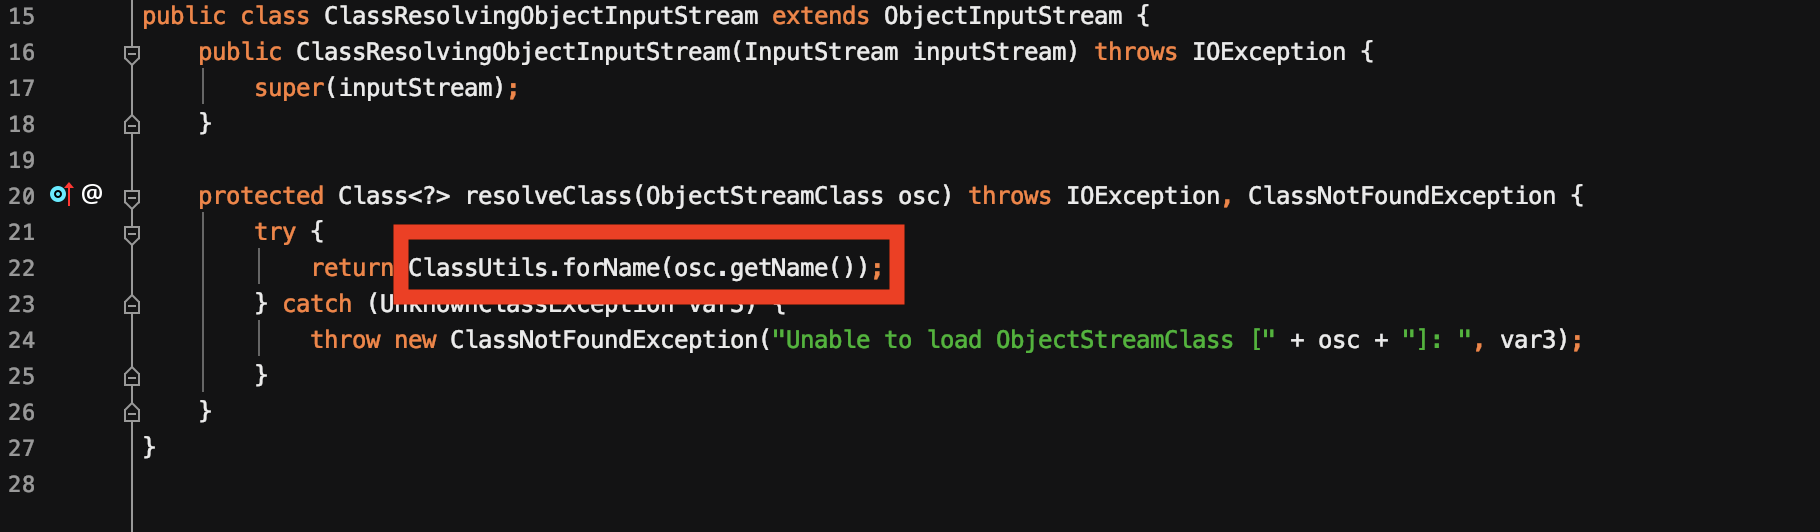 15 public class ClassResolvingObjectInputStream extends ObjectInputStream {
16 public ClassResolvingObjectInputStream(InputStream inputStream) throws IOException {
17 super(inputStream);
18 }
19
20 @ protected Class<?> resolveClass(ObjectStreamClass osc) throws IOException, ClassNotFoundException {
21 try {
22 return ClassUtils.forName(osc.getName());
23 } catch (UnknownClassException var3) {
24 throw new ClassNotFoundException("Unable to load ObjectStreamClass [" + osc + "]: ", var3);
25 }
26 }
27 }
28